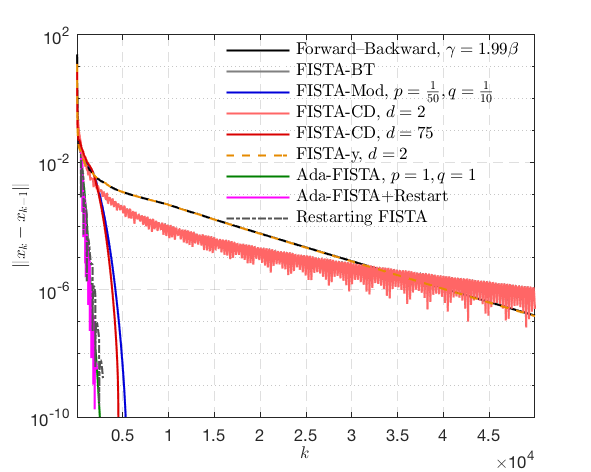 10^2
10^-2
10^-6
10^-10
‖x_k − x_{k−1}‖
Forward–Backward, γ = 1.99β
FISTA-BT
FISTA-Mod, p = 1/50, q = 1/10
FISTA-CD, d = 2
FISTA-CD, d = 75
FISTA-y, d = 2
Ada-FISTA, p = 1, q = 1
Ada-FISTA+Restart
Restarting FISTA
0.5 1 1.5 2 2.5 3 3.5 4 4.5
k
×10^4